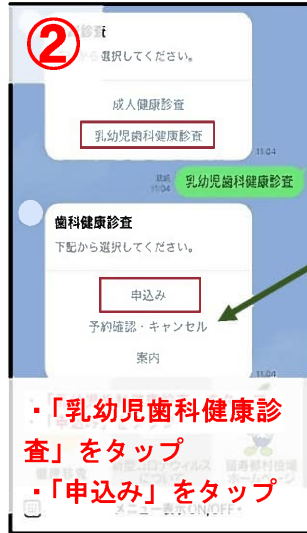 ②
診査
から選択してください。
成人健康診査
乳幼児歯科健康診査
11:04
既読
11:04
乳幼児歯科健康診査
歯科健康診査
下記から選択してください。
申込み
予約確認・キャンセル
案内
11:04
・「乳幼児歯科健康診
査」をタップ
・「申込み」をタップ
メニュー表示ON/OFF